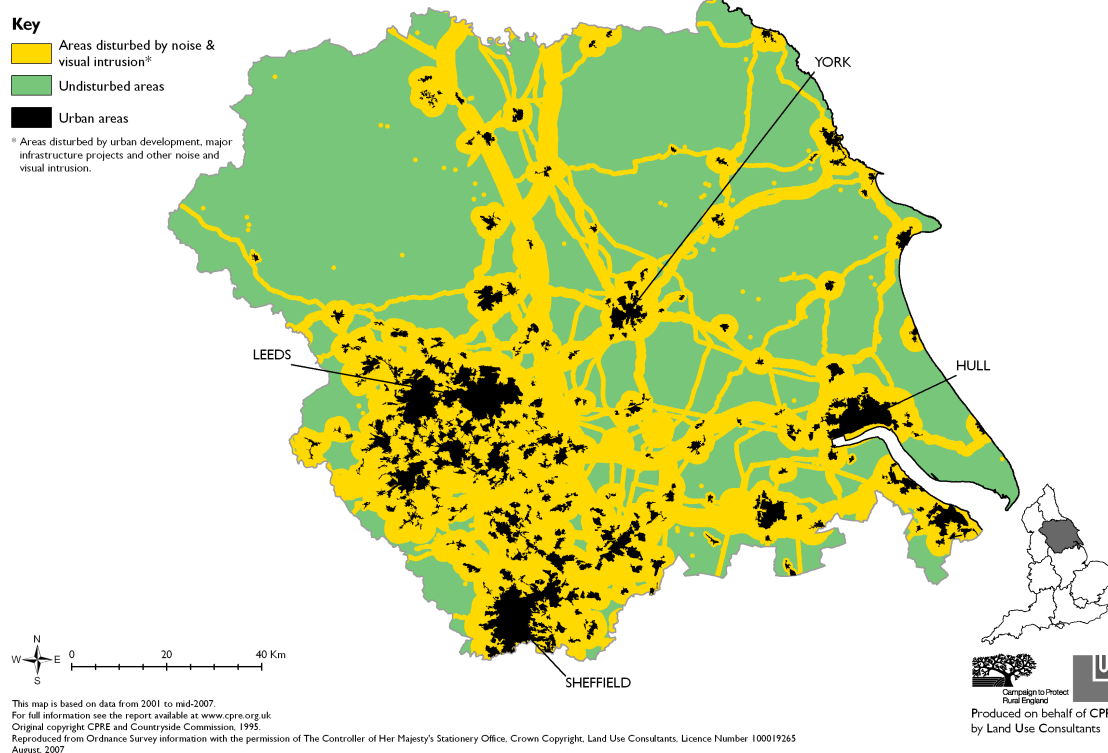 Key
Areas disturbed by noise &
visual intrusion*
Undisturbed areas
Urban areas
* Areas disturbed by urban development, major
infrastructure projects and other noise and
visual intrusion.
YORK
LEEDS
HULL
SHEFFIELD
N
W E
S
0 20 40 Km
Campaign to Protect
Rural England
Produced on behalf of CPR
by Land Use Consultants
This map is based on data from 2001 to mid-2007.
For full information see the report available at www.cpre.org.uk
Original copyright CPRE and Countryside Commission, 1995.
Reproduced from Ordnance Survey information with the permission of The Controller of Her Majesty's Stationery Office, Crown Copyright, Land Use Consultants, Licence Number 100019265
August, 2007